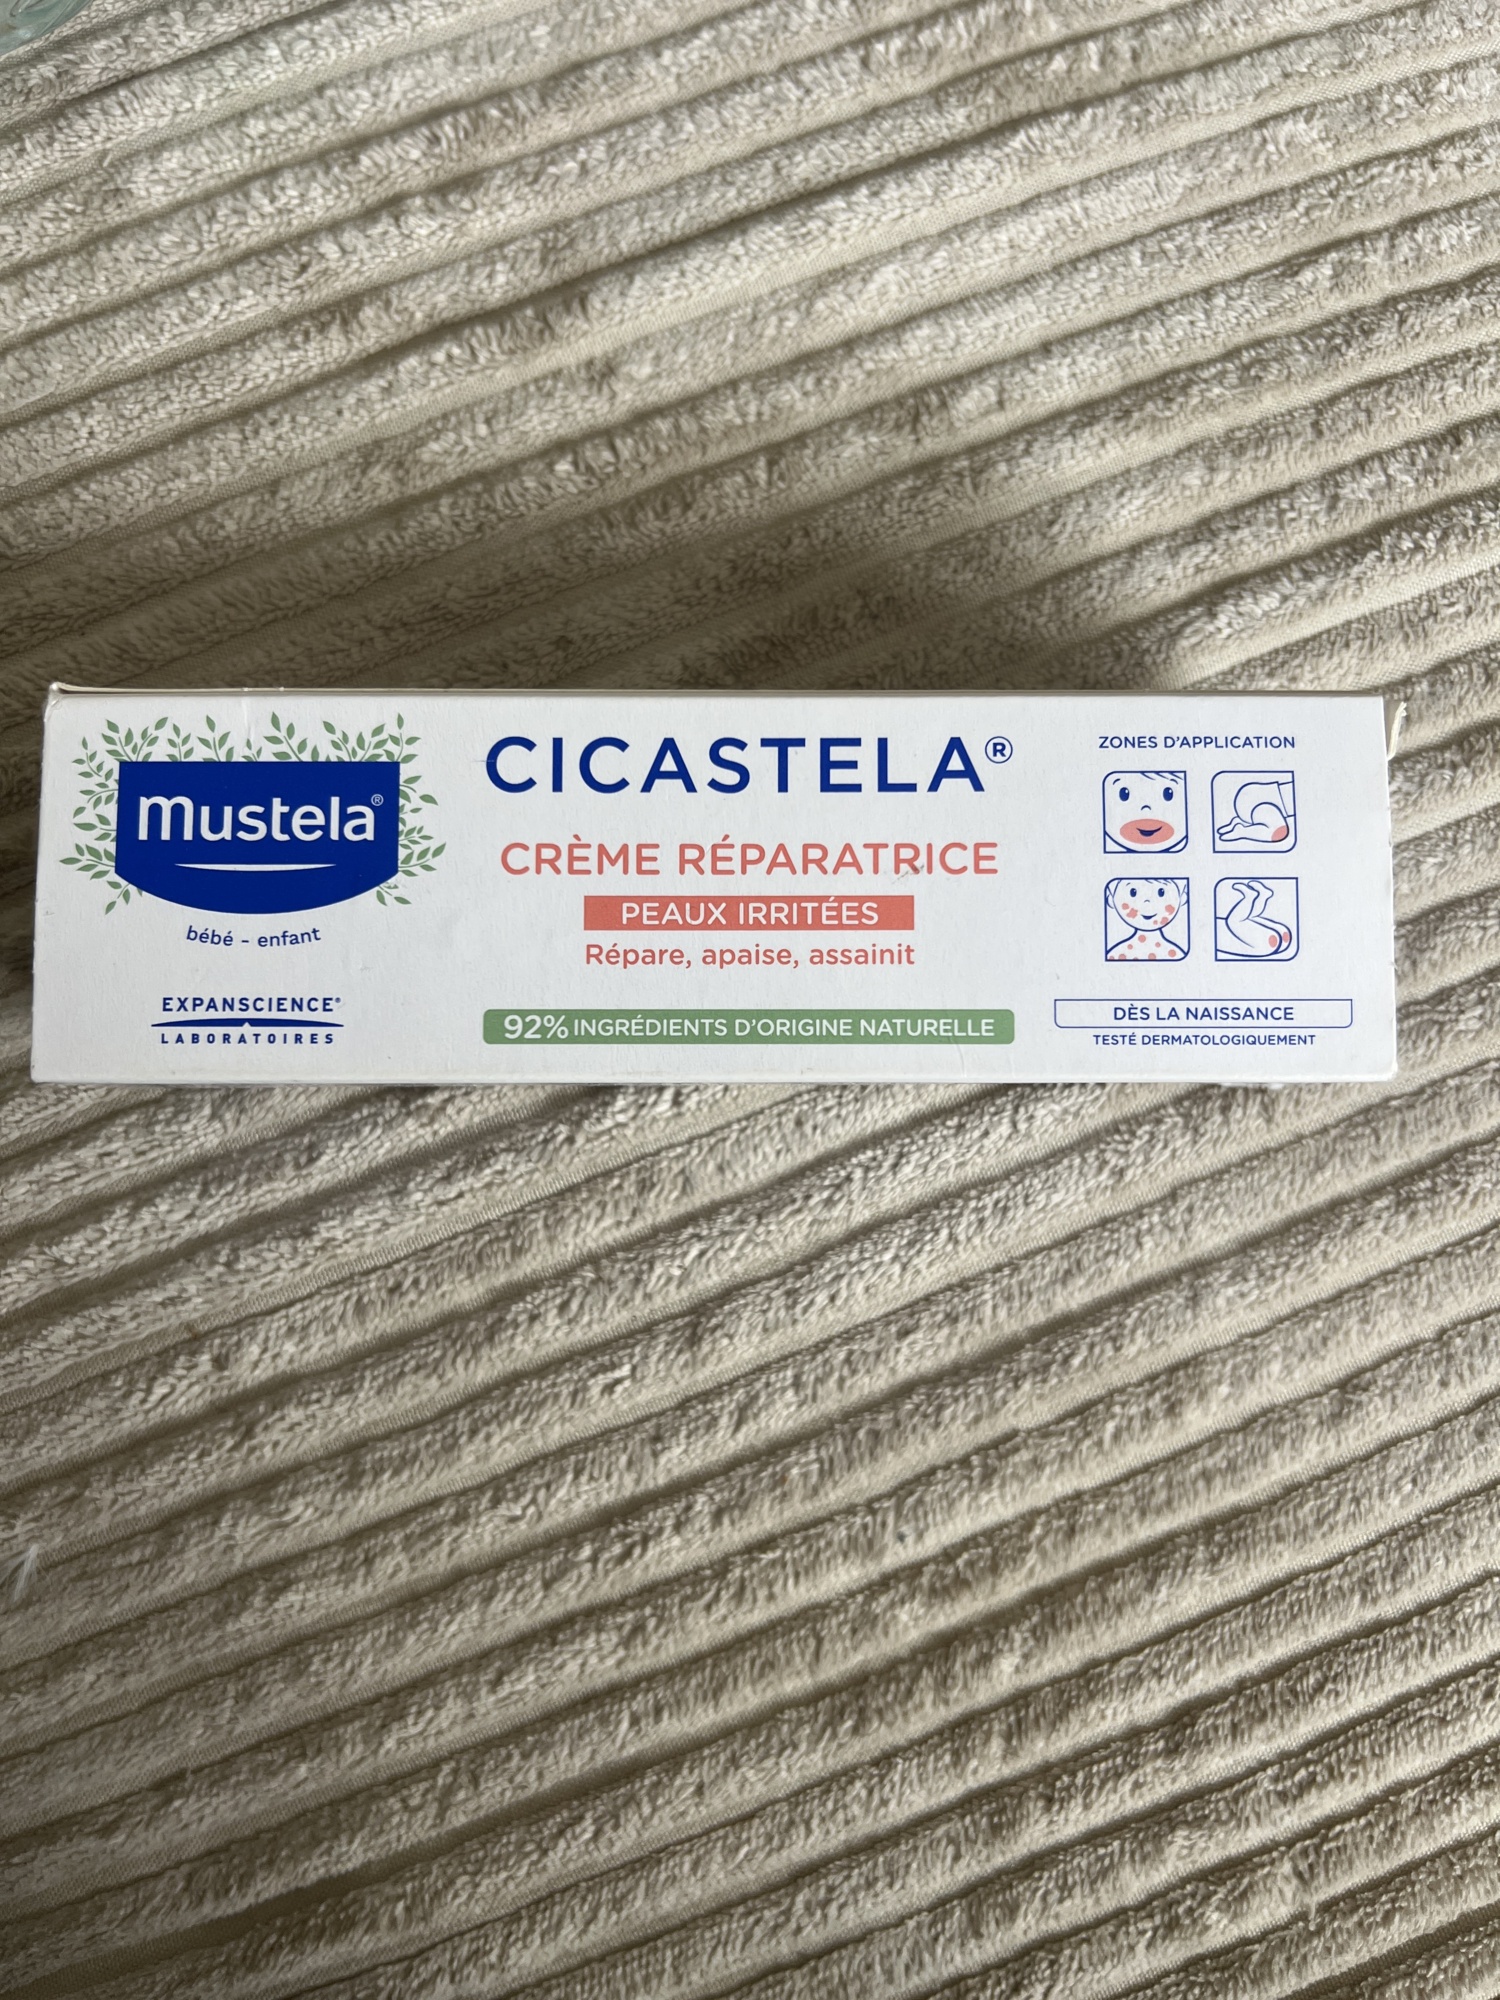 mustela®
bébé - enfant
EXPANSCIENCE®
LABORATOIRES
CICASTELA®
CRÈME RÉPARATRICE
PEAUX IRRITÉES
Répare, apaise, assainit
92% INGRÉDIENTS D'ORIGINE NATURELLE
ZONES D'APPLICATION
DÈS LA NAISSANCE
TESTÉ DERMATOLOGIQUEMENT